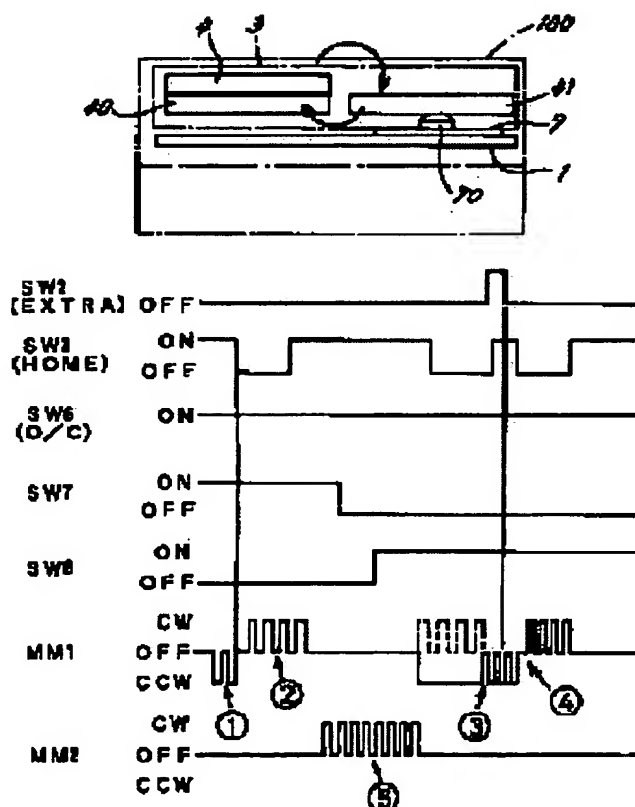 3
100
4
40
41
7
70
1
SW2
[EXTRA] OFF
SW3 ON
(HOME) OFF
SW6 ON
(D/C)
SW7 ON
OFF
SW8 ON
OFF
CW
MM1 OFF
CCW
① ② ③ ④
CW
MM2 OFF
CCW
⑤